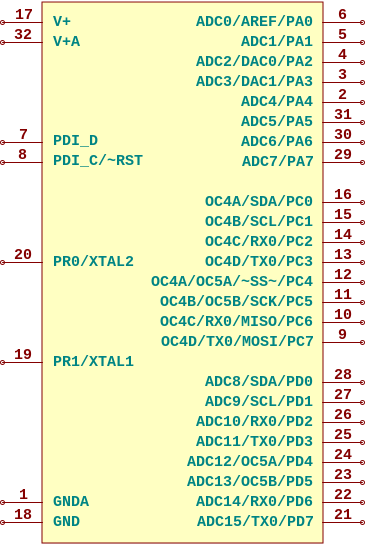 17 V+ ADC0/AREF/PA0 6
32 V+A ADC1/PA1 5
ADC2/DAC0/PA2 4
ADC3/DAC1/PA3 3
ADC4/PA4 2
ADC5/PA5 31
7 PDI_D ADC6/PA6 30
8 PDI_C/~RST ADC7/PA7 29
OC4A/SDA/PC0 16
OC4B/SCL/PC1 15
OC4C/RX0/PC2 14
20 PR0/XTAL2 OC4D/TX0/PC3 13
OC4A/OC5A/~SS~/PC4 12
OC4B/OC5B/SCK/PC5 11
OC4C/RX0/MISO/PC6 10
OC4D/TX0/MOSI/PC7 9
19 PR1/XTAL1
ADC8/SDA/PD0 28
ADC9/SCL/PD1 27
ADC10/RX0/PD2 26
ADC11/TX0/PD3 25
ADC12/OC5A/PD4 24
ADC13/OC5B/PD5 23
1 GNDA ADC14/RX0/PD6 22
18 GND ADC15/TX0/PD7 21